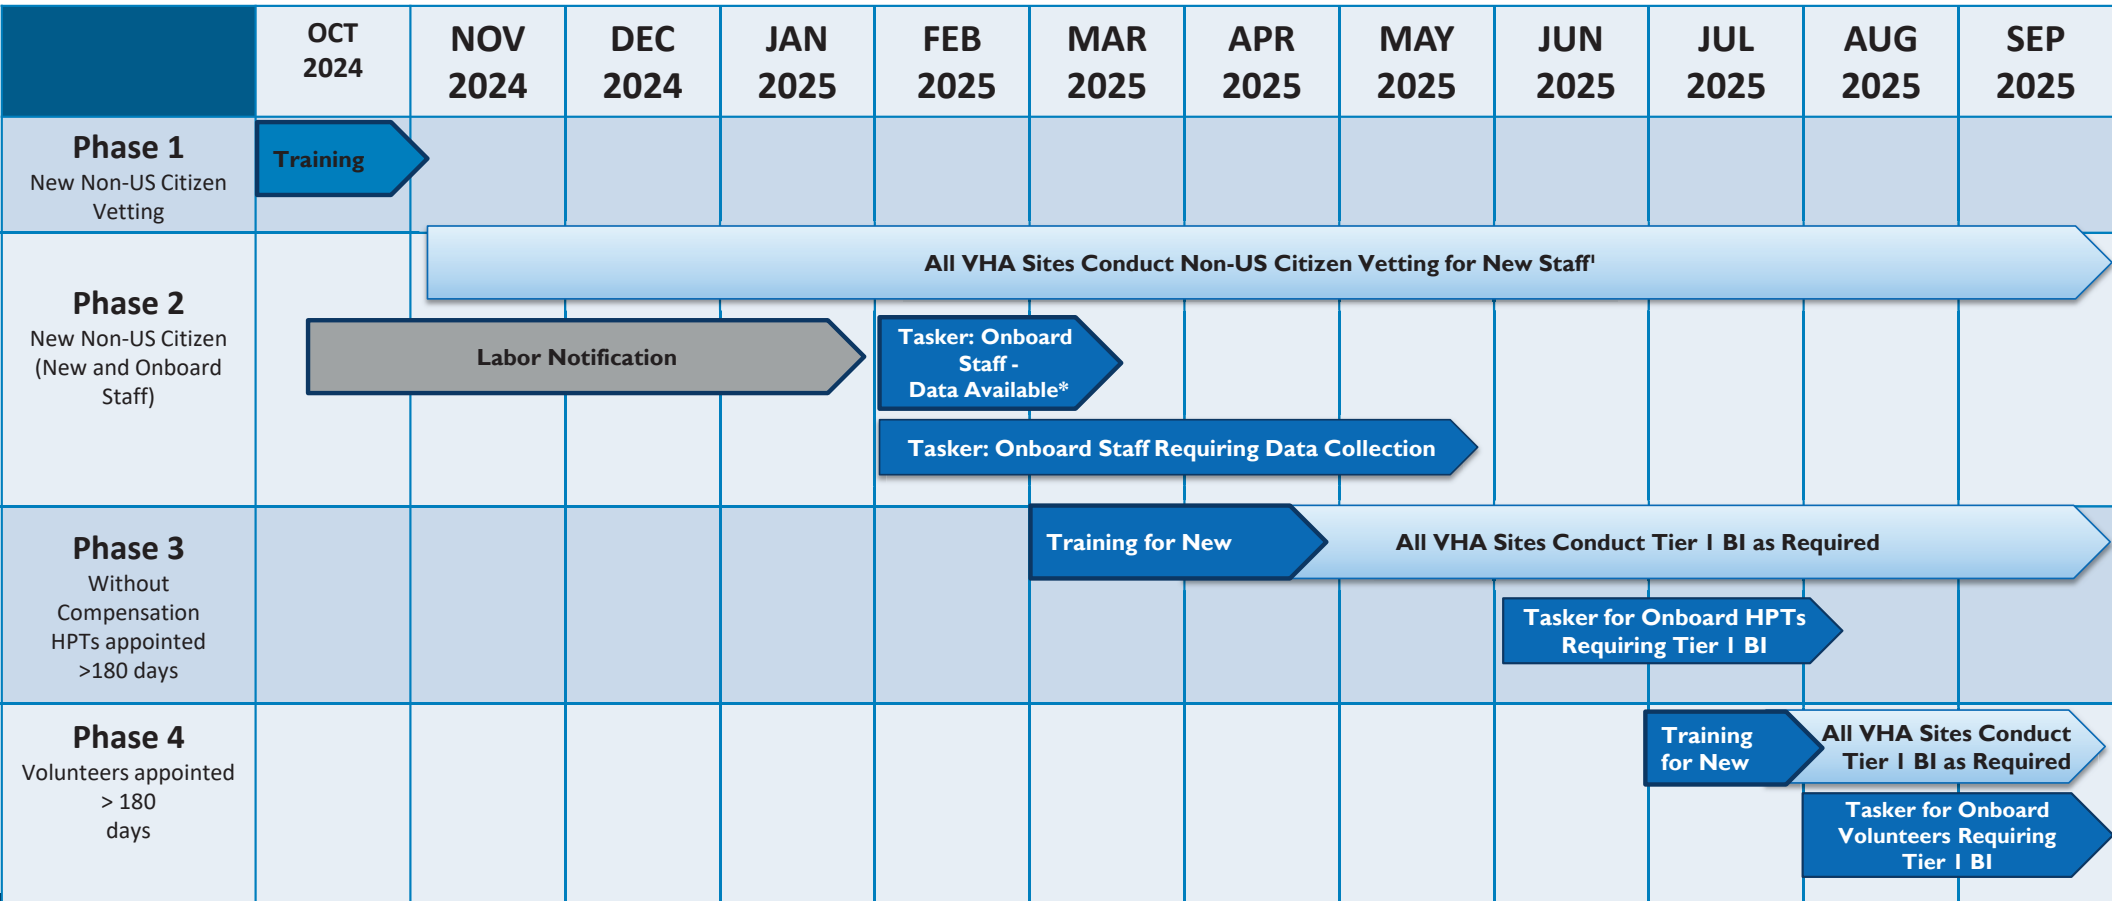 OCT
2024
NOV
2024
DEC
2024
JAN
2025
FEB
2025
MAR
2025
APR
2025
MAY
2025
JUN
2025
JUL
2025
AUG
2025
SEP
2025
Phase 1
New Non-US Citizen
Vetting
Training
All VHA Sites Conduct Non-US Citizen Vetting for New Staff¹
Phase 2
New Non-US Citizen
(New and Onboard
Staff)
Labor Notification
Tasker: Onboard
Staff -
Data Available*
Tasker: Onboard Staff Requiring Data Collection
Phase 3
Without
Compensation
HPTs appointed
>180 days
Training for New
All VHA Sites Conduct Tier 1 BI as Required
Tasker for Onboard HPTs
Requiring Tier 1 BI
Phase 4
Volunteers appointed
> 180
days
Training
for New
All VHA Sites Conduct
Tier 1 BI as Required
Tasker for Onboard
Volunteers Requiring
Tier 1 BI